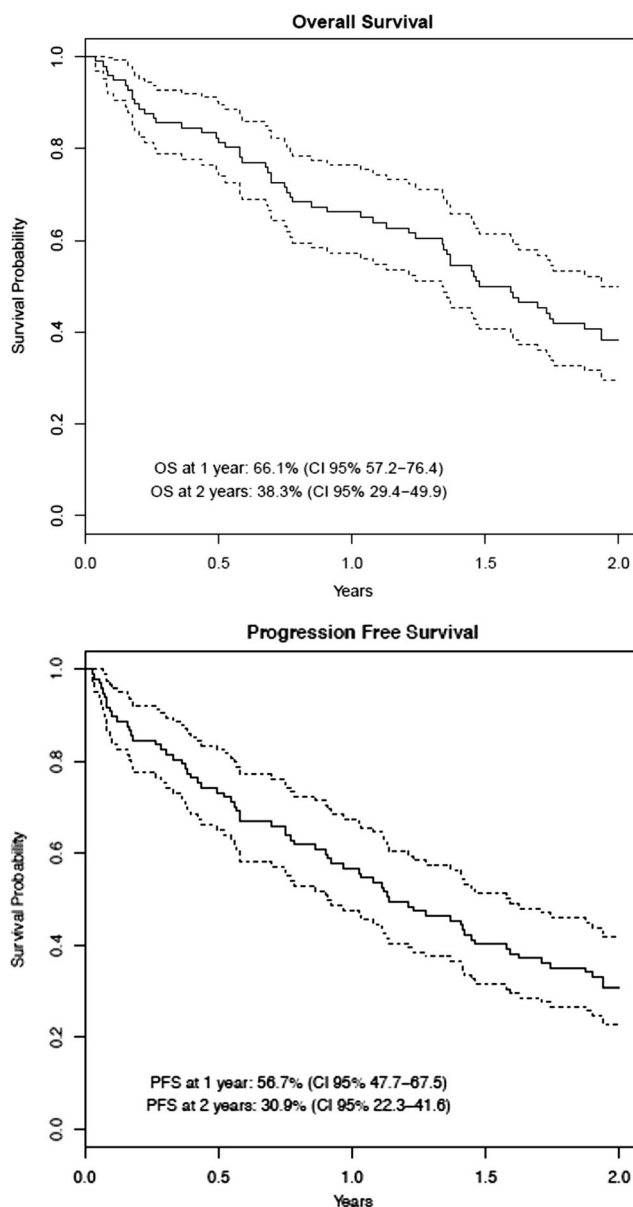 Overall Survival
1.0
0.8
0.6
0.4
0.2
0.0
Survival Probability
OS at 1 year: 66.1% (CI 95% 57.2–76.4)
OS at 2 years: 38.3% (CI 95% 29.4–49.9)
0.0 0.5 1.0 1.5 2.0
Years
Progression Free Survival
1.0
0.8
0.6
0.4
0.2
0.0
Survival Probability
PFS at 1 year: 56.7% (CI 95% 47.7–67.5)
PFS at 2 years: 30.9% (CI 95% 22.3–41.6)
0.0 0.5 1.0 1.5 2.0
Years